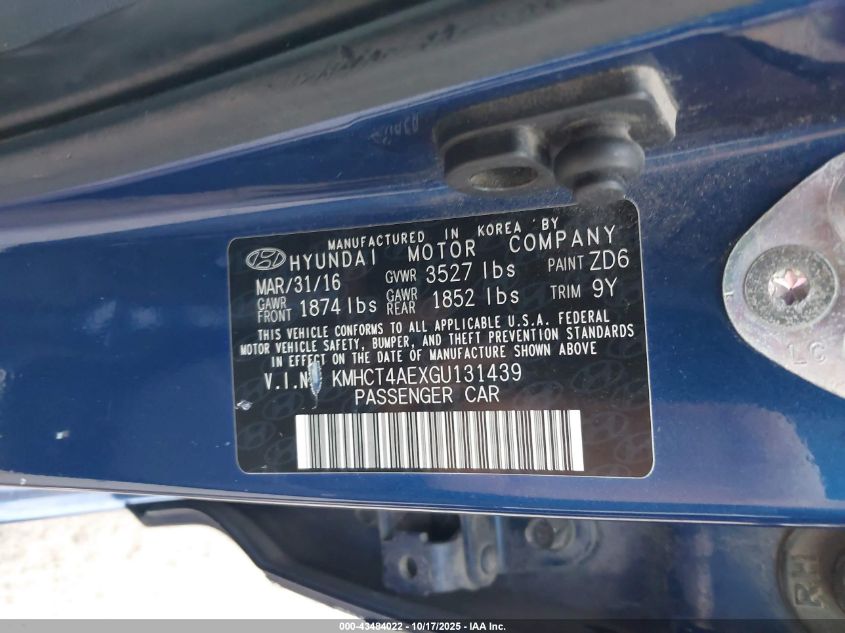 MANUFACTURED IN KOREA BY
HYUNDAI MOTOR COMPANY
MAR/31/16 GVWR 3527 lbs PAINT ZD6
GAWR FRONT 1874 lbs GAWR REAR 1852 lbs TRIM 9Y
THIS VEHICLE CONFORMS TO ALL APPLICABLE U.S.A. FEDERAL
MOTOR VEHICLE SAFETY, BUMPER, AND THEFT PREVENTION STANDARDS
IN EFFECT ON THE DATE OF MANUFACTURE SHOWN ABOVE
V.I.N KMHCT4AEXGU131439
PASSENGER CAR
LC
RH
000-43484022 - 10/17/2025 - IAA Inc.